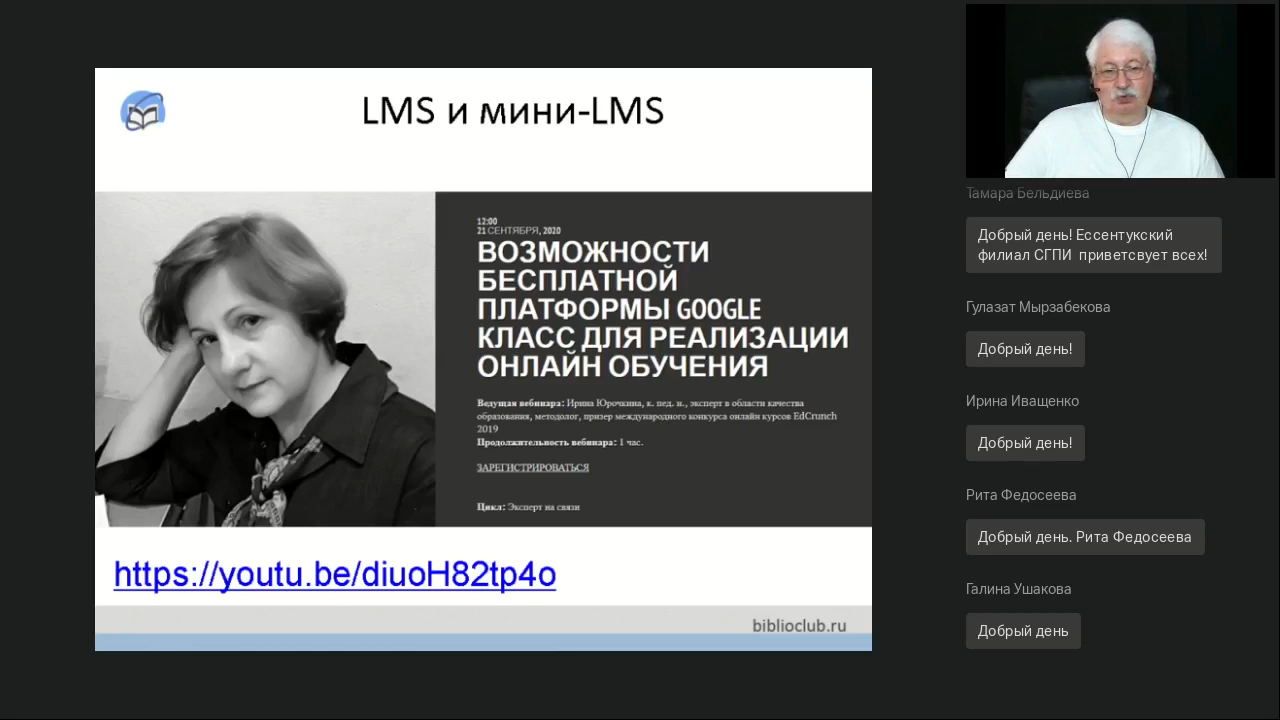 LMS и мини-LMS
12:00
21 СЕНТЯБРЯ, 2020
ВОЗМОЖНОСТИ
БЕСПЛАТНОЙ
ПЛАТФОРМЫ GOOGLE
КЛАСС ДЛЯ РЕАЛИЗАЦИИ
ОНЛАЙН ОБУЧЕНИЯ
Ведущая вебинара: Ирина Юрочкина, к. пед. н., эксперт в области качества
образования, методолог, призер международного конкурса онлайн курсов EdCrunch
2019
Продолжительность вебинара: 1 час.
ЗАРЕГИСТРИРОВАТЬСЯ
Цикл: Эксперт на связи
https://youtu.be/diuoH82tp4o
biblioclub.ru
Тамара Бельдиева
Добрый день! Ессентукский
филиал СГПИ приветсвует всех!
Гулазат Мырзабекова
Добрый день!
Ирина Иващенко
Добрый день!
Рита Федосеева
Добрый день. Рита Федосеева
Галина Ушакова
Добрый день